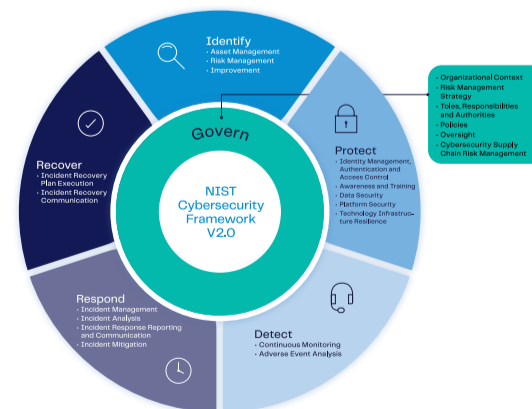 Identify
· Asset Management
· Risk Management
· Improvement
Govern
NIST
Cybersecurity
Framework
V2.0
· Organizational Context
· Risk Management
Strategy
· Toles, Responsibilities
and Authorities
· Policies
· Oversight
· Cybersecurity Supply
Chain Risk Management
Protect
· Identity Management,
Authentication and
Access Control
· Awareness and Training
· Data Security
· Platform Security
· Technology Infrastruc-
ture Resilience
Detect
· Continuous Monitoring
· Adverse Event Analysis
Respond
· Incident Management
· Incident Analysis
· Incident Response Reporting
and Communication
· Incident Mitigation
Recover
· Incident Recovery
Plan Execution
· Incident Recovery
Communication